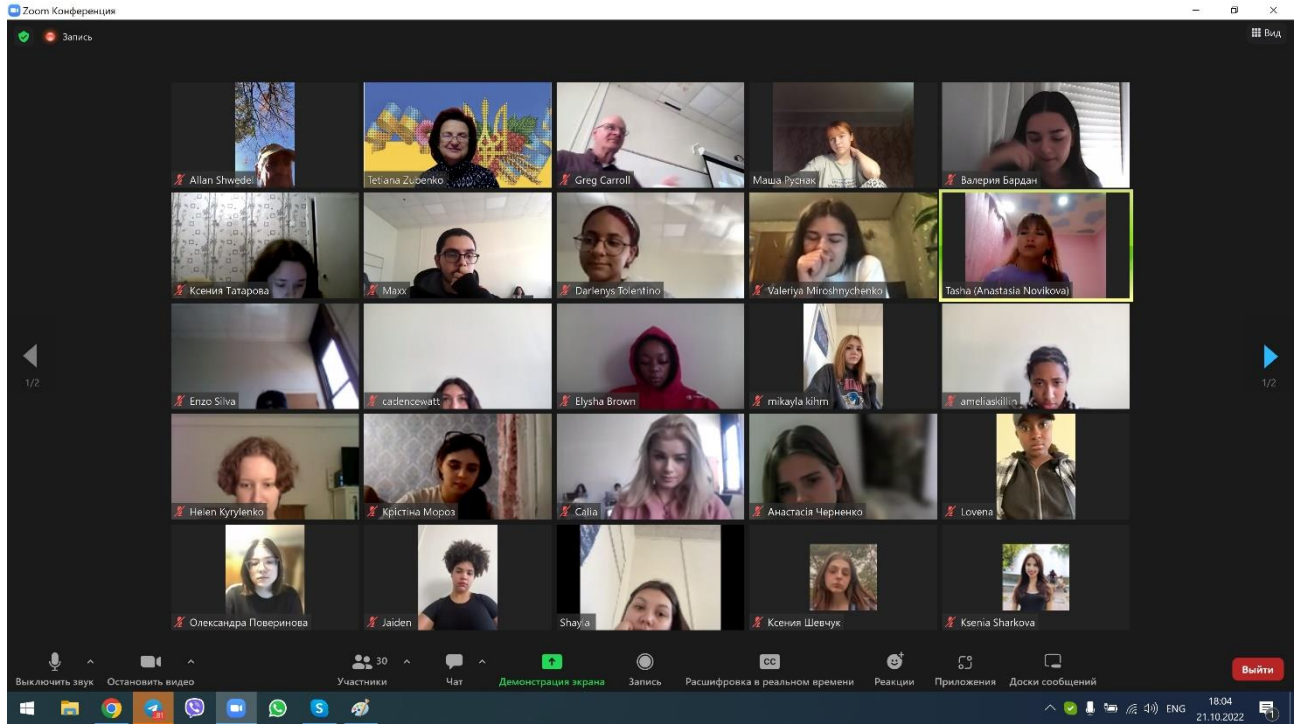 Zoom Конференция
Запись
Вид
Allan Shwedel
Tetiana Zubenko
Greg Carroll
Маша Руснак
Валерия Бардан
Ксения Татарова
Maxx
Darlenys Tolentino
Valeriya Miroshnychenko
Tasha (Anastasia Novikova)
Enzo Silva
cadencewatt
Elysha Brown
mikayla kihm
ameliaskillin
1/2
1/2
Helen Kyrylenko
Крістіна Мороз
Calia
Анастасія Черненко
Lovena
Олександра Поверинова
Jaiden
Shayla
Ксения Шевчук
Ksenia Sharkova
30
CC
Выключить звук
Остановить видео
Участники
Чат
Демонстрация экрана
Запись
Расшифровка в реальном времени
Реакции
Приложения
Доски сообщений
Выйти
ENG
18:04
21.10.2022